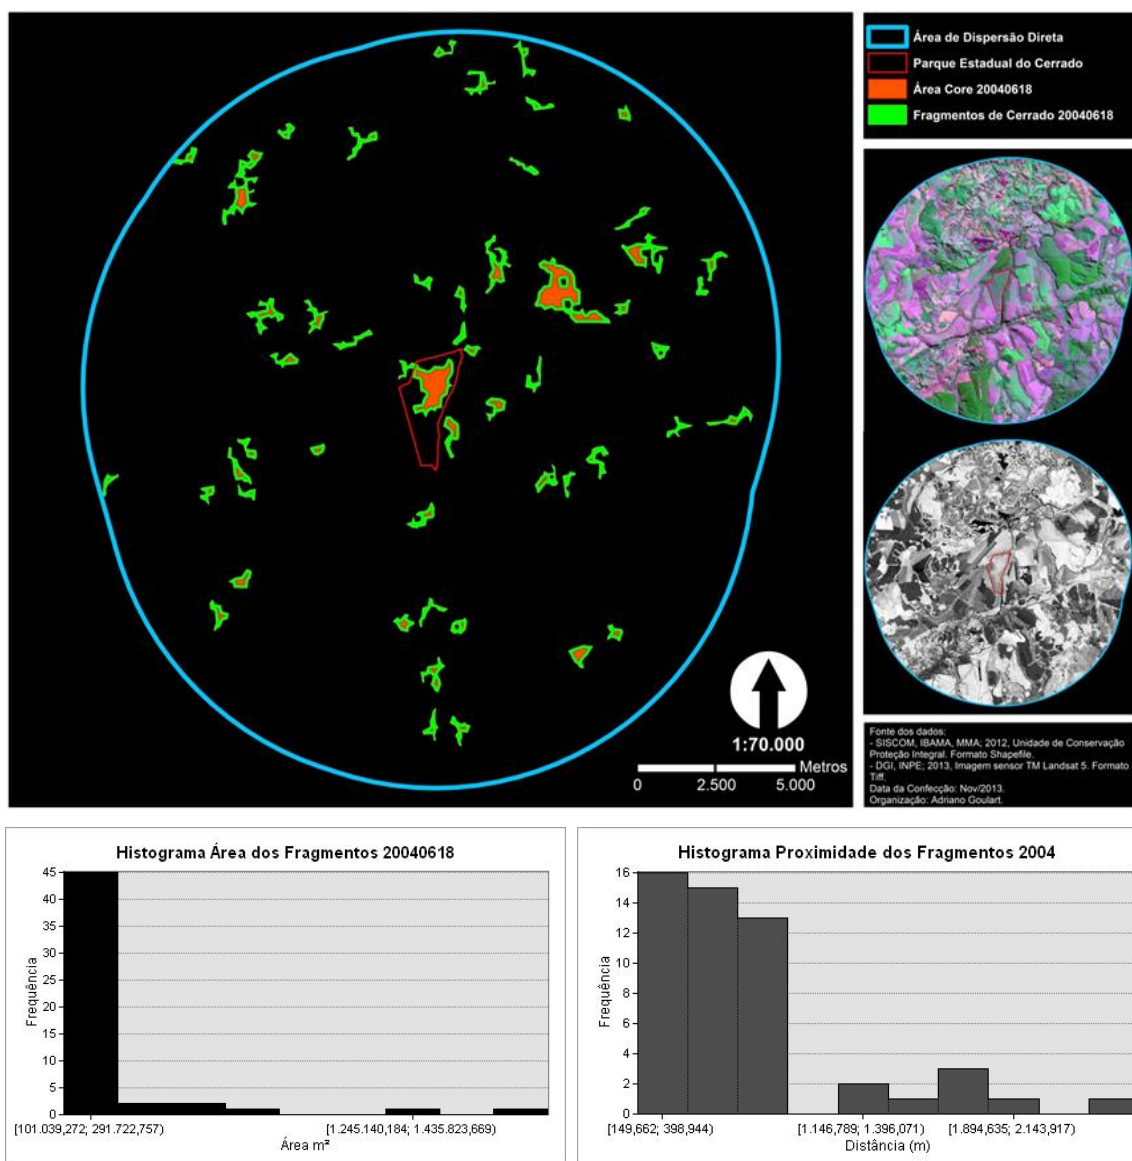 Área de Dispersão Direta
Parque Estadual do Cerrado
Área Core 20040618
Fragmentos de Cerrado 20040618
1:70.000
Metros
0 2.500 5.000
Fonte dos dados:
- SISCOM, IBAMA, MMA; 2012, Unidade de Conservação
Proteção Integral. Formato Shapefile.
- DGI, INPE; 2013, Imagem sensor TM Landsat 5. Formato
Tiff.
Data da Confecção: Nov/2013.
Organização: Adriano Goulart.
Histograma Área dos Fragmentos 20040618
45
40
35
30
25
20
15
10
5
0
Frequência
[101.039,272; 291.722,757)
[1.245.140,184; 1.435.823,669)
Área m²
Histograma Proximidade dos Fragmentos 2004
16
14
12
10
8
6
4
2
0
Frequência
[149,662; 398,944)
[1.146,789; 1.396,071)
[1.894,635; 2.143,917)
Distância (m)